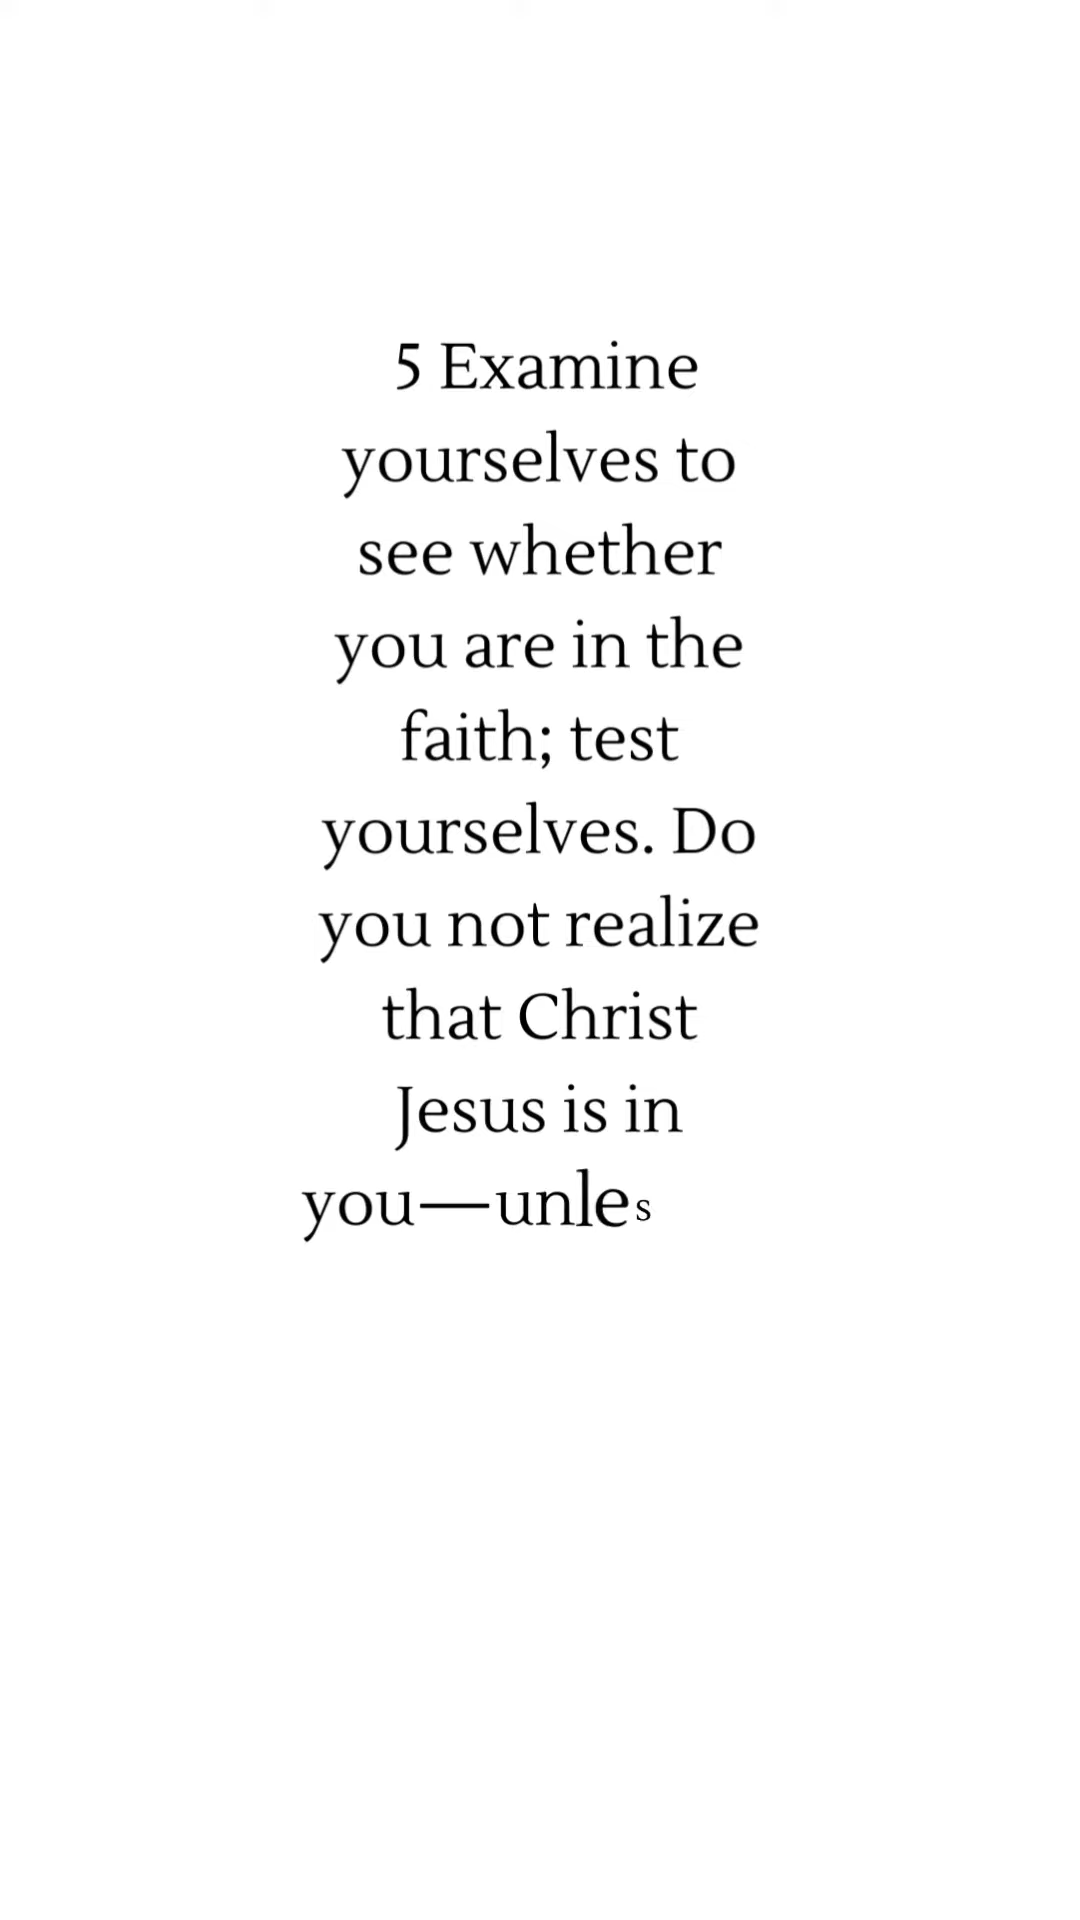 5 Examine
yourselves to
see whether
you are in the
faith; test
yourselves. Do
you not realize
that Christ
Jesus is in
you—unles